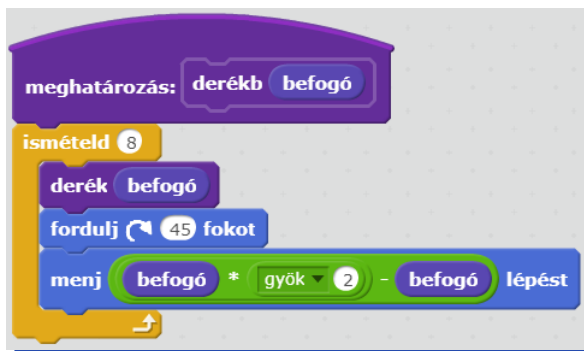 meghatározás: derékb befogó
ismételd 8
derék befogó
fordulj 45 fokot
menj befogó * gyök 2 - befogó lépést